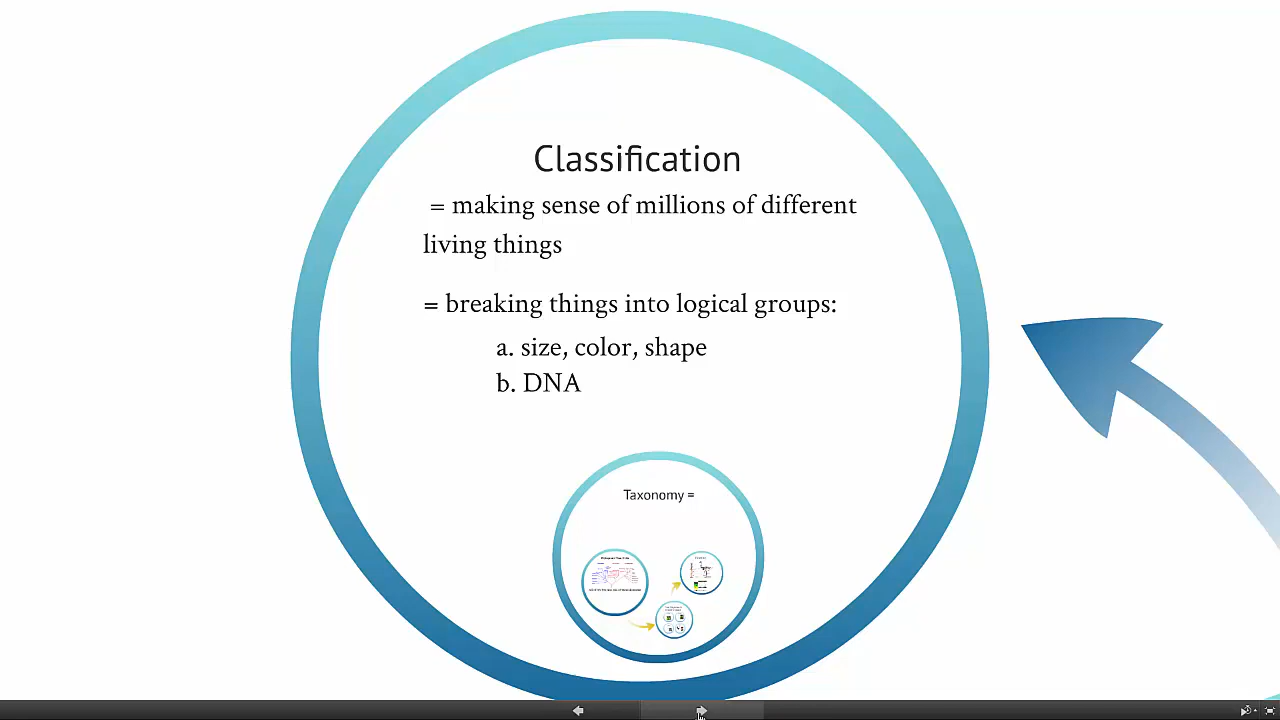 Classification
= making sense of millions of different
living things
= breaking things into logical groups:
a. size, color, shape
b. DNA
Taxonomy =